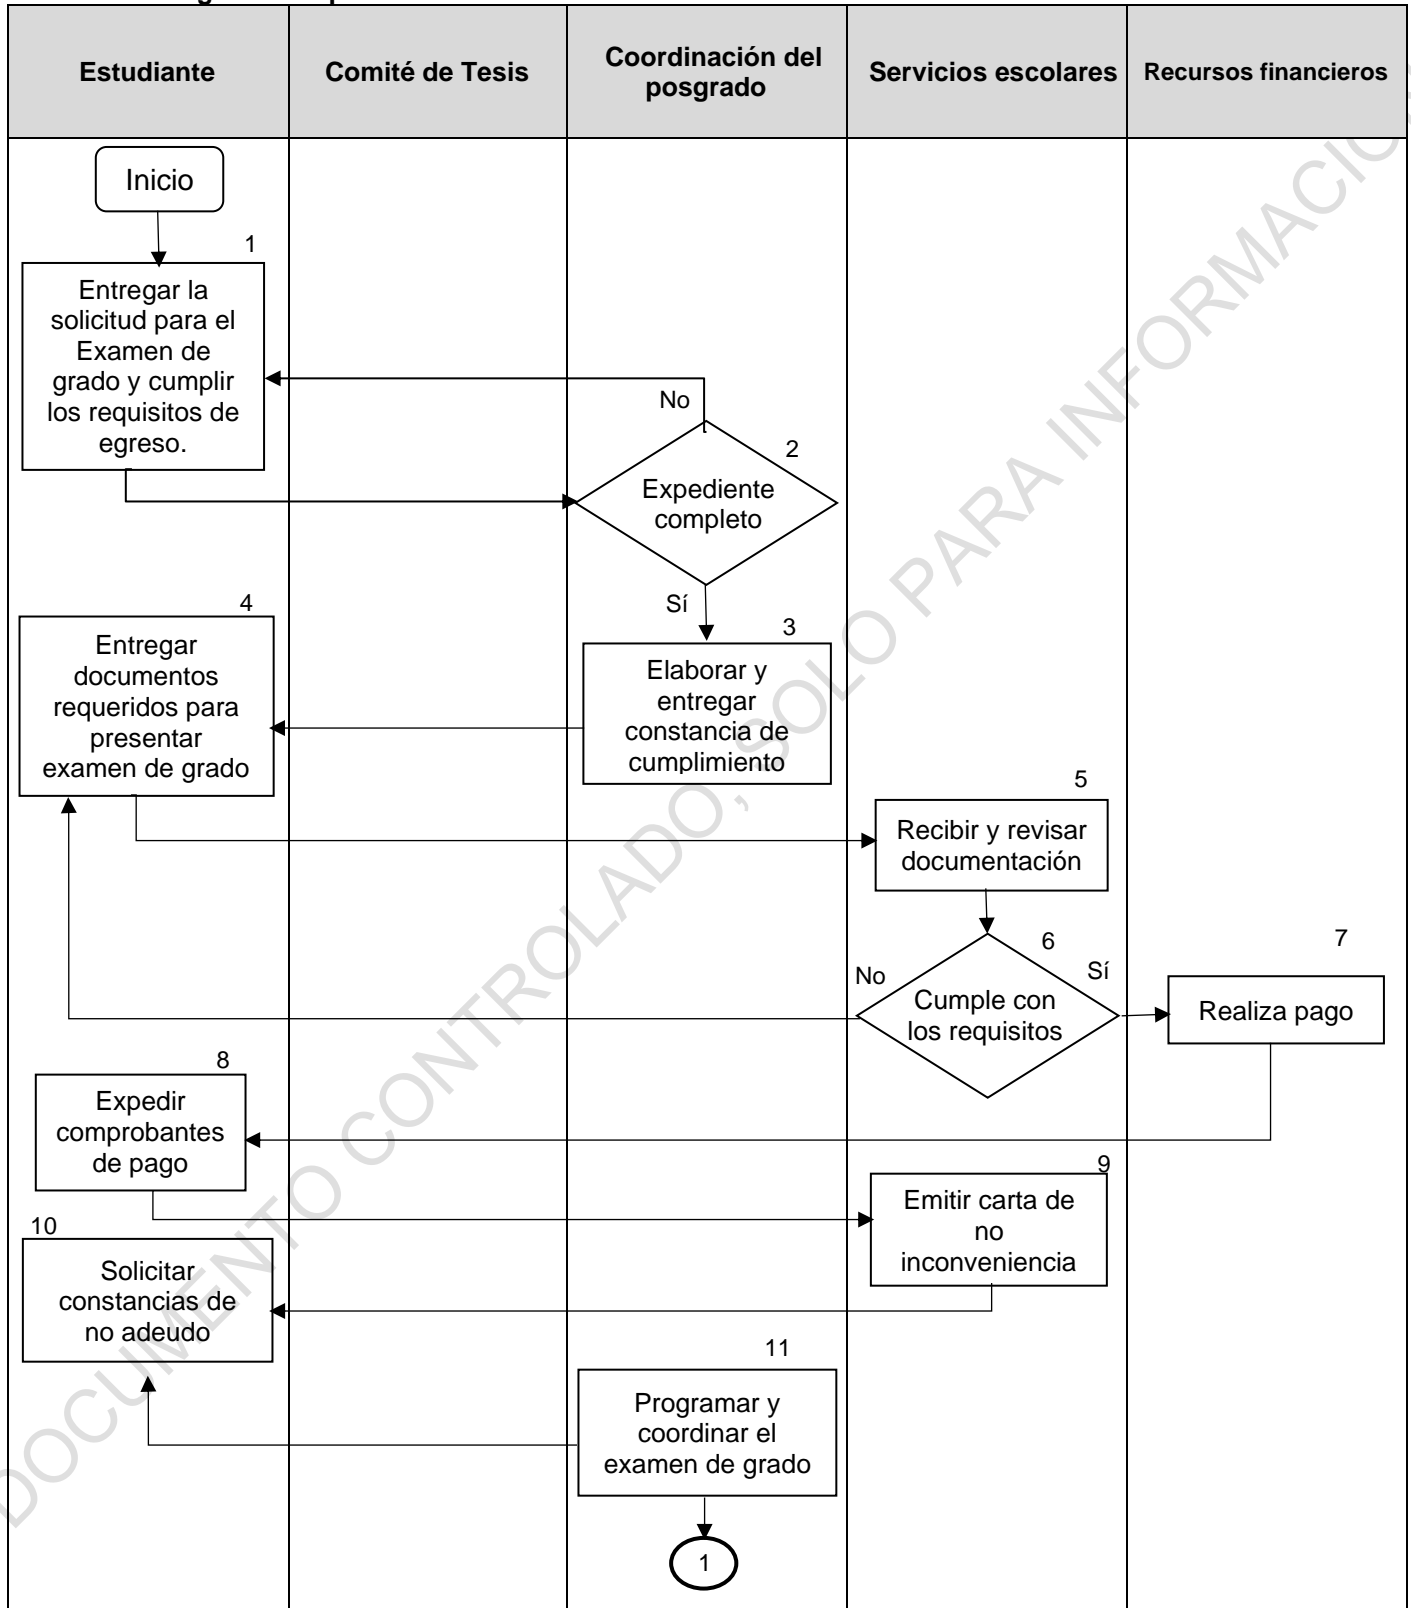 Estudiante
Comité de Tesis
Coordinación del
posgrado
Servicios escolares
Recursos financieros
Inicio
1
Entregar la
solicitud para el
Examen de
grado y cumplir
los requisitos de
egreso.
No
2
Expediente
completo
Sí
3
Elaborar y
entregar
constancia de
cumplimiento
4
Entregar
documentos
requeridos para
presentar
examen de grado
5
Recibir y revisar
documentación
6
No
Sí
Cumple con
los requisitos
7
Realiza pago
8
Expedir
comprobantes
de pago
9
Emitir carta de
no
inconveniencia
10
Solicitar
constancias de
no adeudo
11
Programar y
coordinar el
examen de grado
1
DOCUMENTO CONTROLADO, SOLO PARA INFORMACIÓ